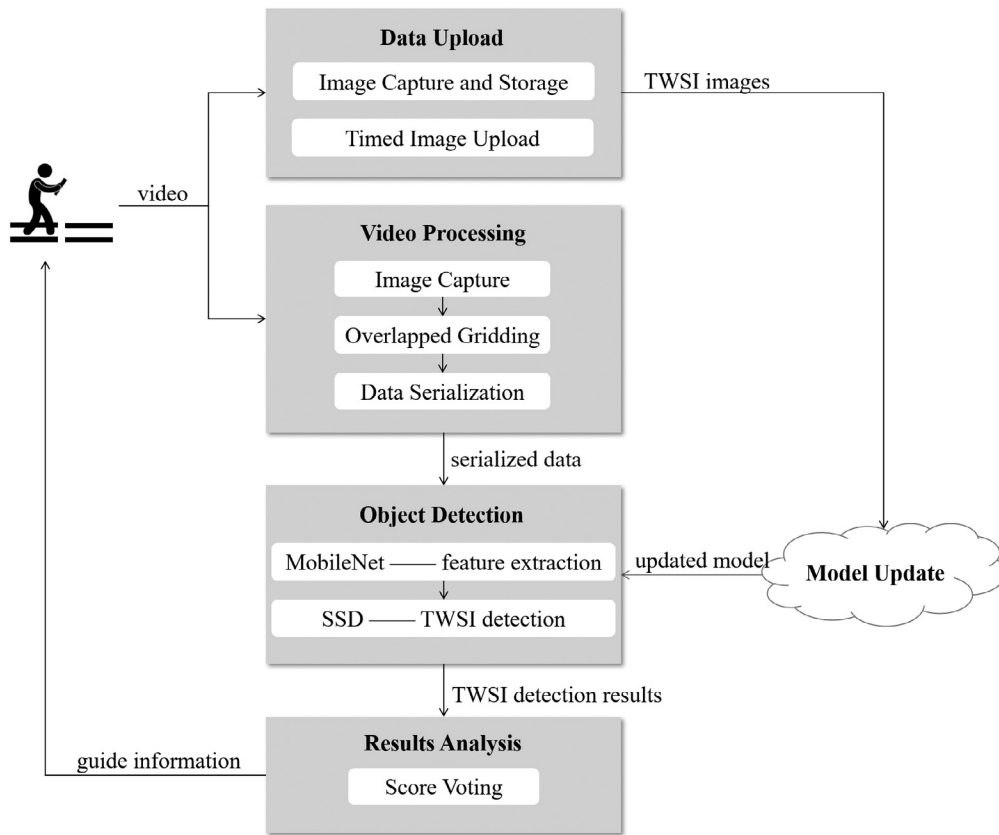 Data Upload
Image Capture and Storage
TWSI images
Timed Image Upload
video
Video Processing
Image Capture
Overlapped Gridding
Data Serialization
serialized data
Object Detection
MobileNet —— feature extraction
updated model
Model Update
SSD —— TWSI detection
TWSI detection results
Results Analysis
guide information
Score Voting